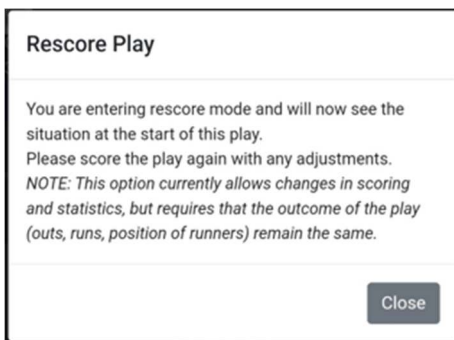 Rescore Play
You are entering rescore mode and will now see the
situation at the start of this play.
Please score the play again with any adjustments.
NOTE: This option currently allows changes in scoring
and statistics, but requires that the outcome of the play
(outs, runs, position of runners) remain the same.
Close